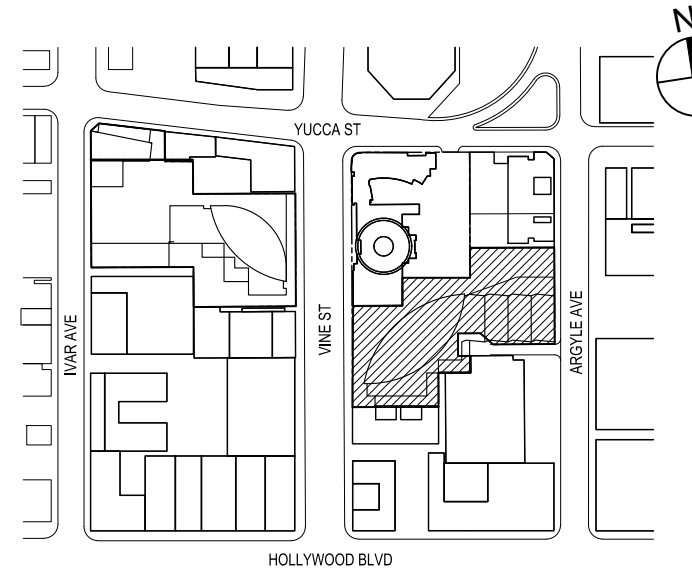 N
YUCCA ST
IVAR AVE
VINE ST
ARGYLE AVE
HOLLYWOOD BLVD